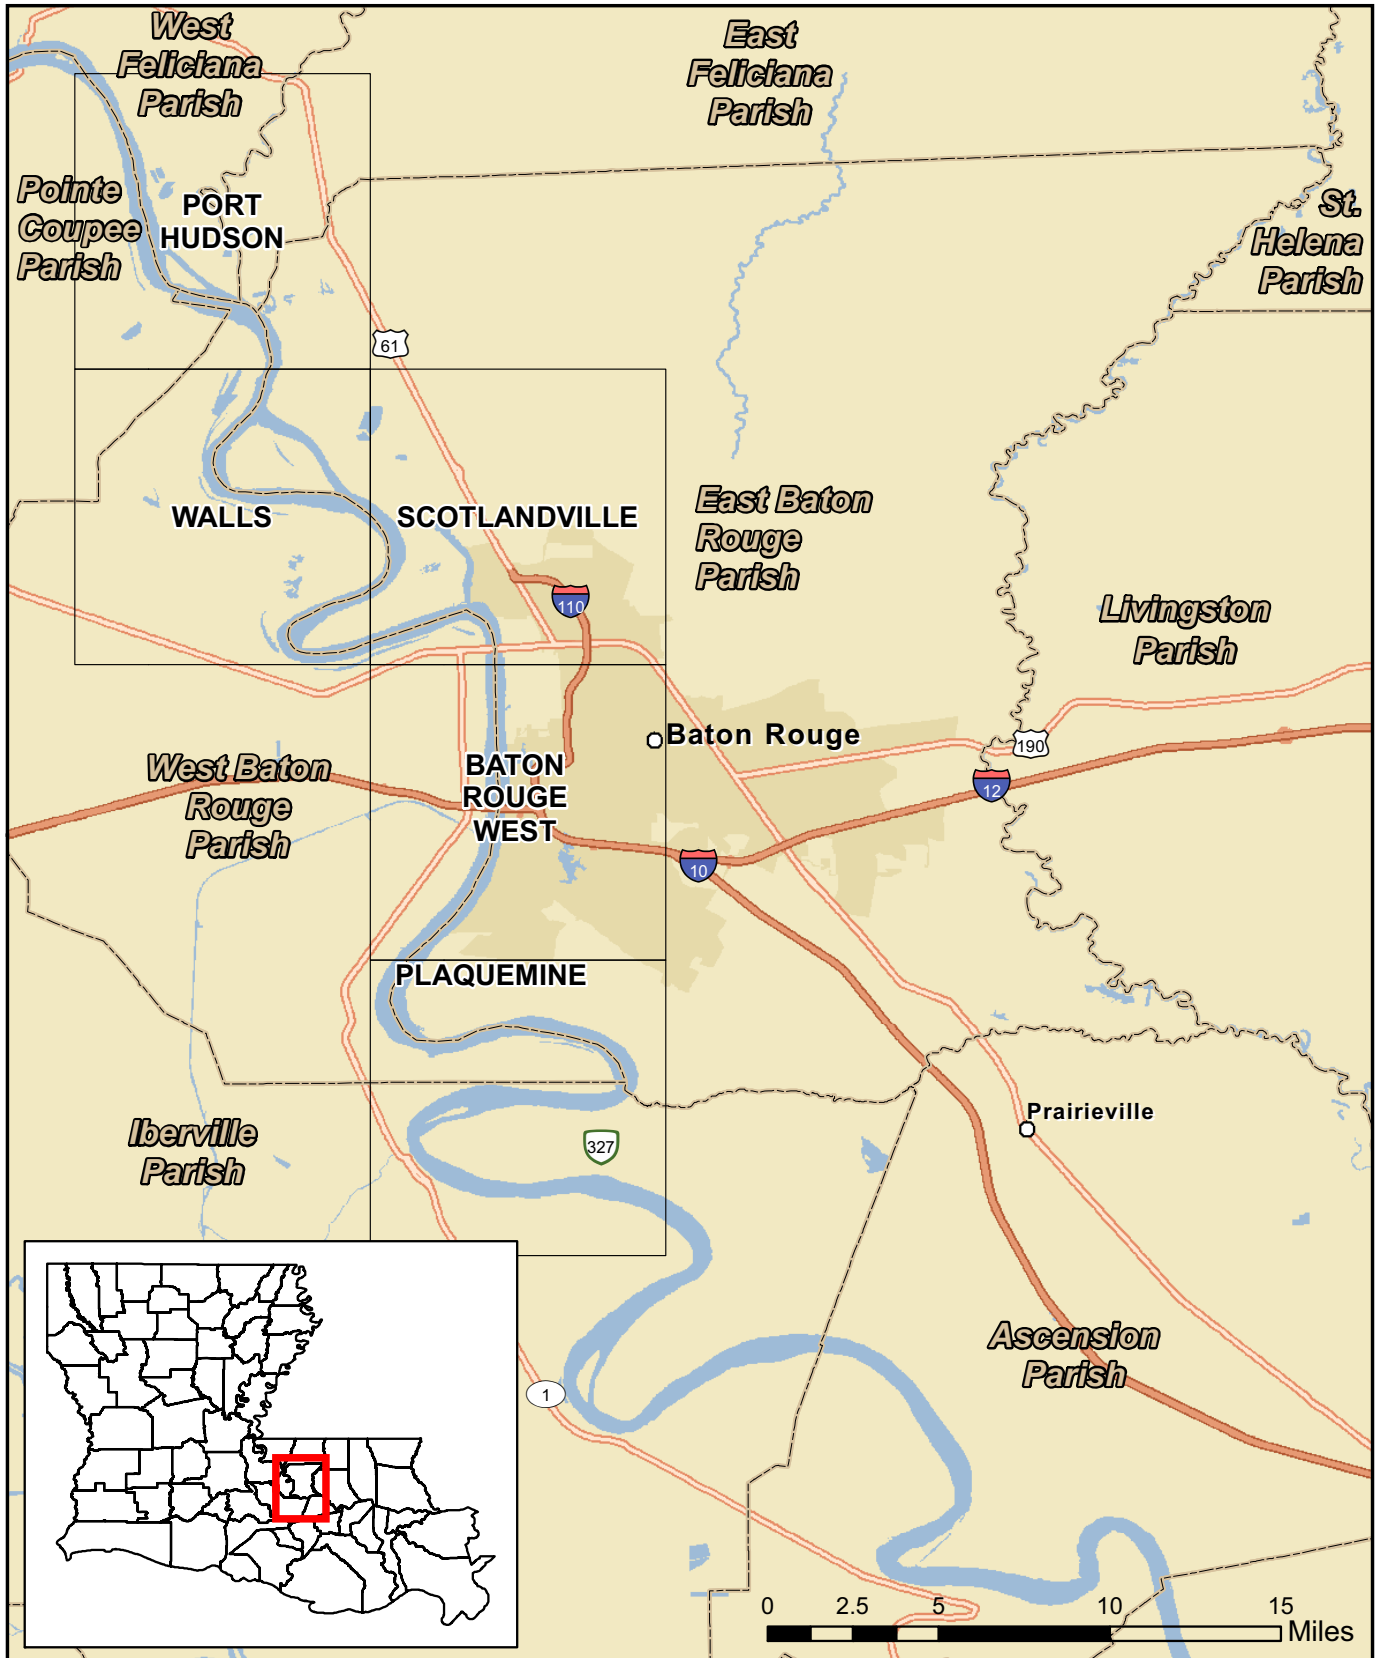 West
Feliciana
Parish
East
Feliciana
Parish
Pointe
Coupee
Parish
PORT
HUDSON
St.
Helena
Parish
61
WALLS
SCOTLANDVILLE
East Baton
Rouge
Parish
110
Livingston
Parish
Baton Rouge
190
West Baton
Rouge
Parish
BATON
ROUGE
WEST
12
10
PLAQUEMINE
Prairieville
Iberville
Parish
327
Ascension
Parish
1
0 2.5 5 10 15
Miles